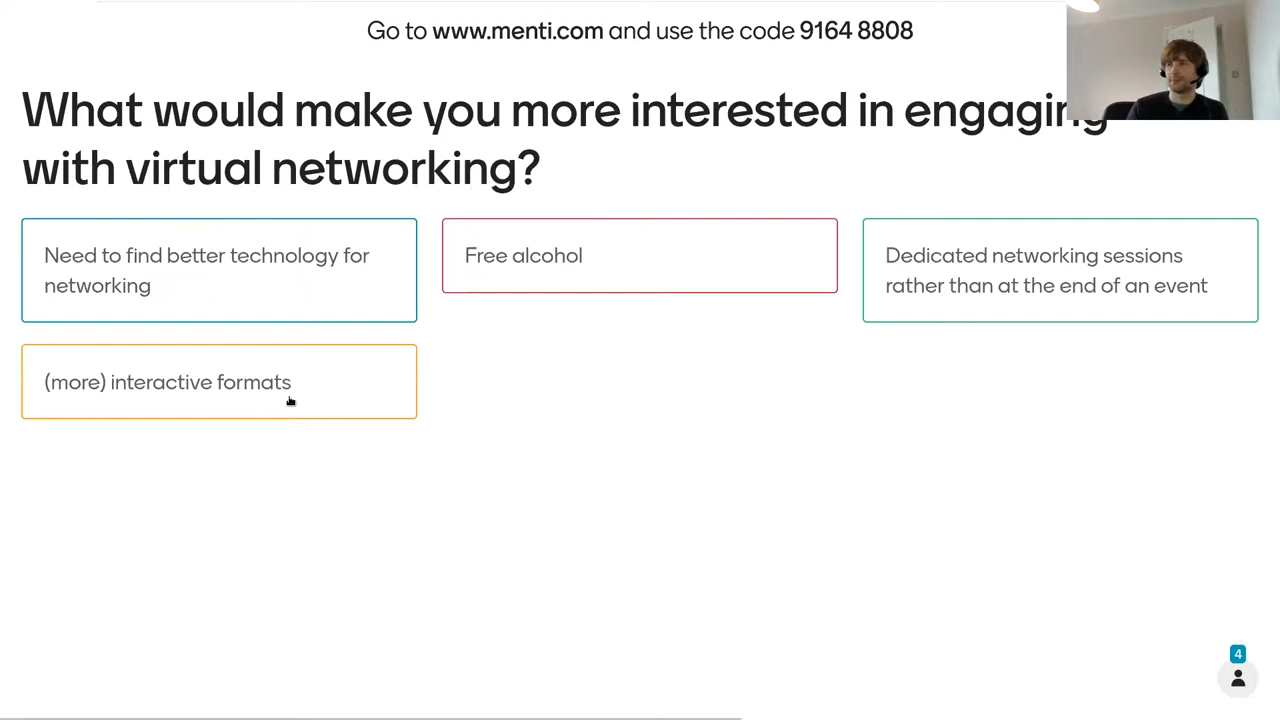 Go to www.menti.com and use the code 9164 8808
What would make you more interested in engaging
with virtual networking?
Need to find better technology for
networking
Free alcohol
Dedicated networking sessions
rather than at the end of an event
(more) interactive formats
4